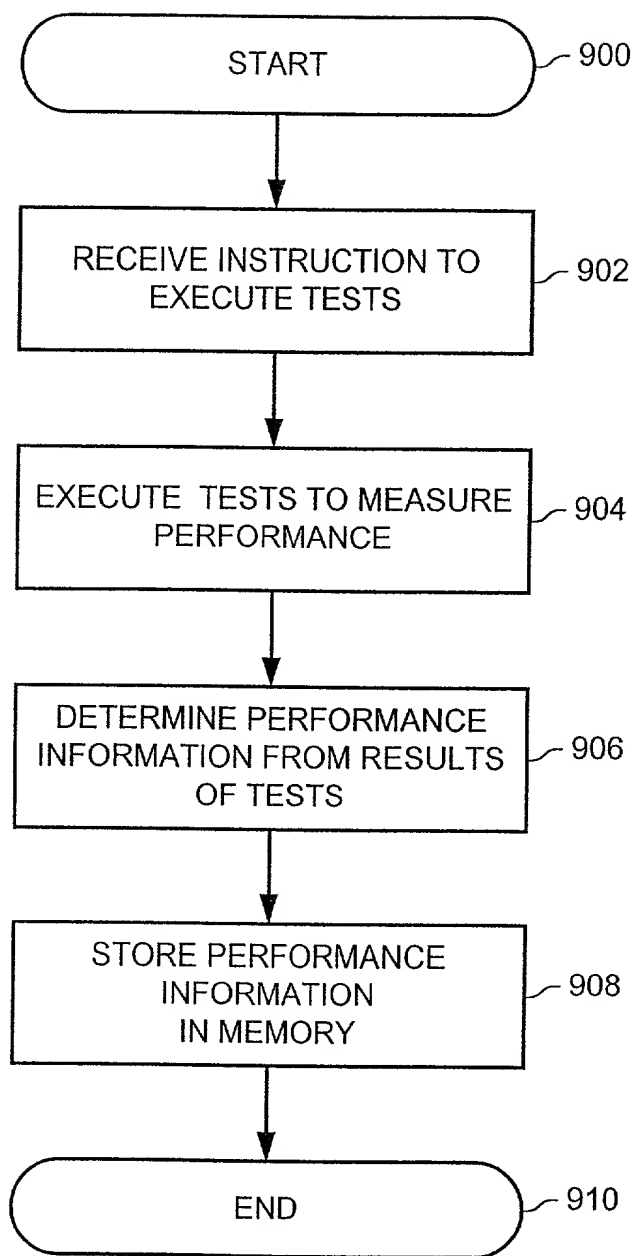 START
900
RECEIVE INSTRUCTION TO
EXECUTE TESTS
902
EXECUTE TESTS TO MEASURE
PERFORMANCE
904
DETERMINE PERFORMANCE
INFORMATION FROM RESULTS
OF TESTS
906
STORE PERFORMANCE
INFORMATION
IN MEMORY
908
END
910